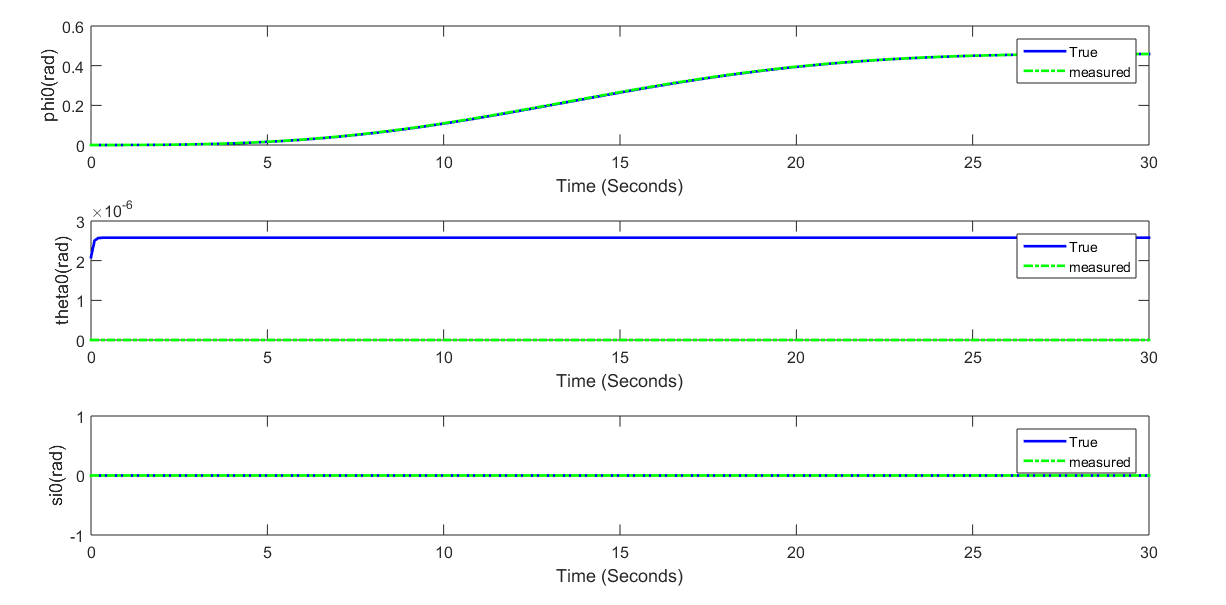 phi0(rad)
0.6
0.4
0.2
0
True
measured
0 5 10 15 20 25 30
Time (Seconds)
×10⁻⁶
theta0(rad)
3
2
1
0
True
measured
0 5 10 15 20 25 30
Time (Seconds)
si0(rad)
1
0
-1
True
measured
0 5 10 15 20 25 30
Time (Seconds)